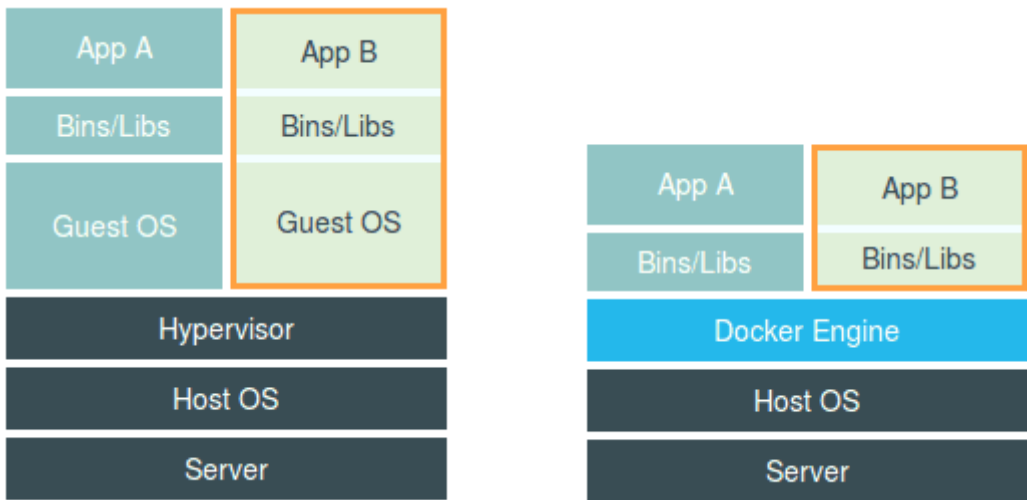 App A
App B
Bins/Libs
Bins/Libs
Guest OS
Guest OS
Hypervisor
Host OS
Server
App A
App B
Bins/Libs
Bins/Libs
Docker Engine
Host OS
Server